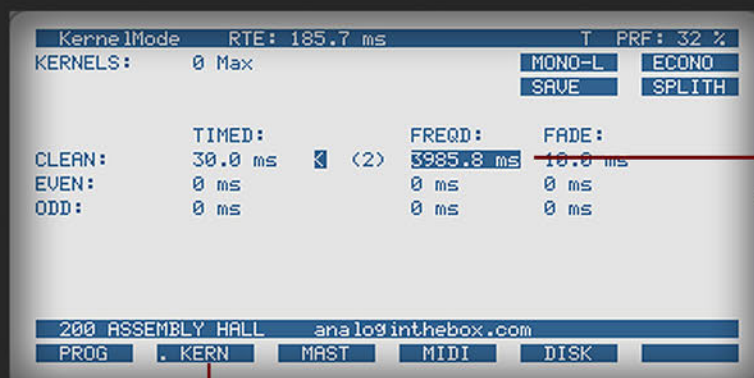 KernelMode RTE: 185.7 ms T PRF: 32 %
KERNELS: 0 Max MONO-L ECONO
SAVE SPLITH
TIMED: FREQD: FADE:
CLEAN: 30.0 ms K (2) 3985.8 ms 10.0 ms
EVEN: 0 ms 0 ms 0 ms
ODD: 0 ms 0 ms 0 ms
200 ASSEMBLY HALL analoginthebox.com
PROG . KERN MAST MIDI DISK